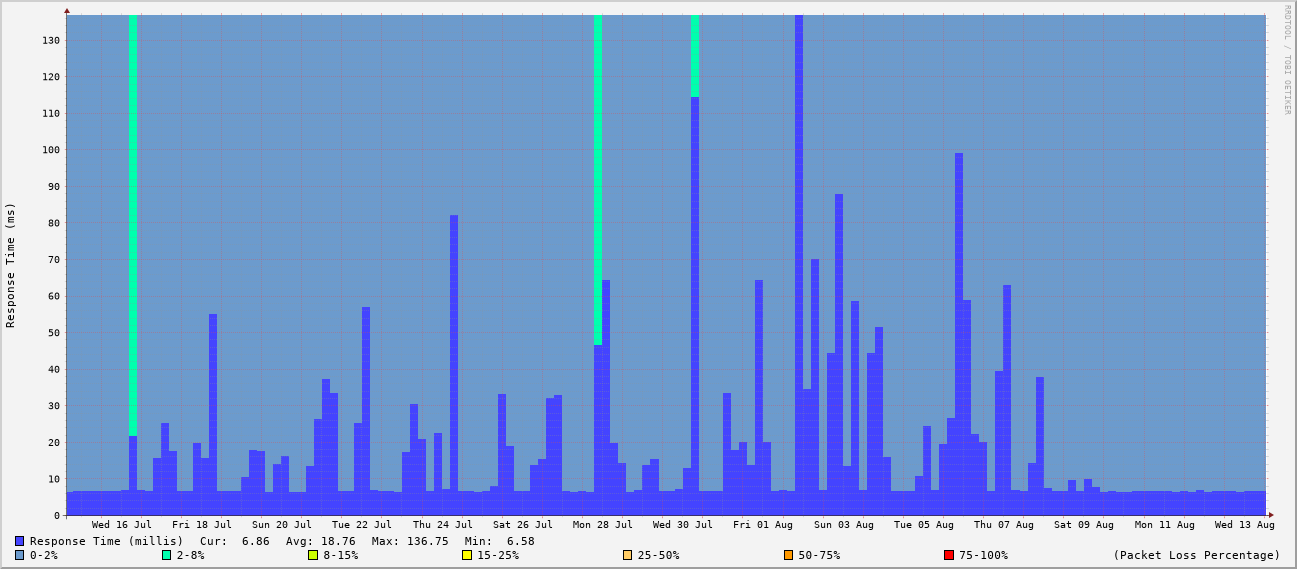 RRDTOOL / TOBI OETIKER
Response Time (ms)
130
120
110
100
90
80
70
60
50
40
30
20
10
0
Wed 16 Jul Fri 18 Jul Sun 20 Jul Tue 22 Jul Thu 24 Jul Sat 26 Jul Mon 28 Jul Wed 30 Jul Fri 01 Aug Sun 03 Aug Tue 05 Aug Thu 07 Aug Sat 09 Aug Mon 11 Aug Wed 13 Aug
Response Time (millis) Cur: 6.86 Avg: 18.76 Max: 136.75 Min: 6.58
0-2% 2-8% 8-15% 15-25% 25-50% 50-75% 75-100% (Packet Loss Percentage)